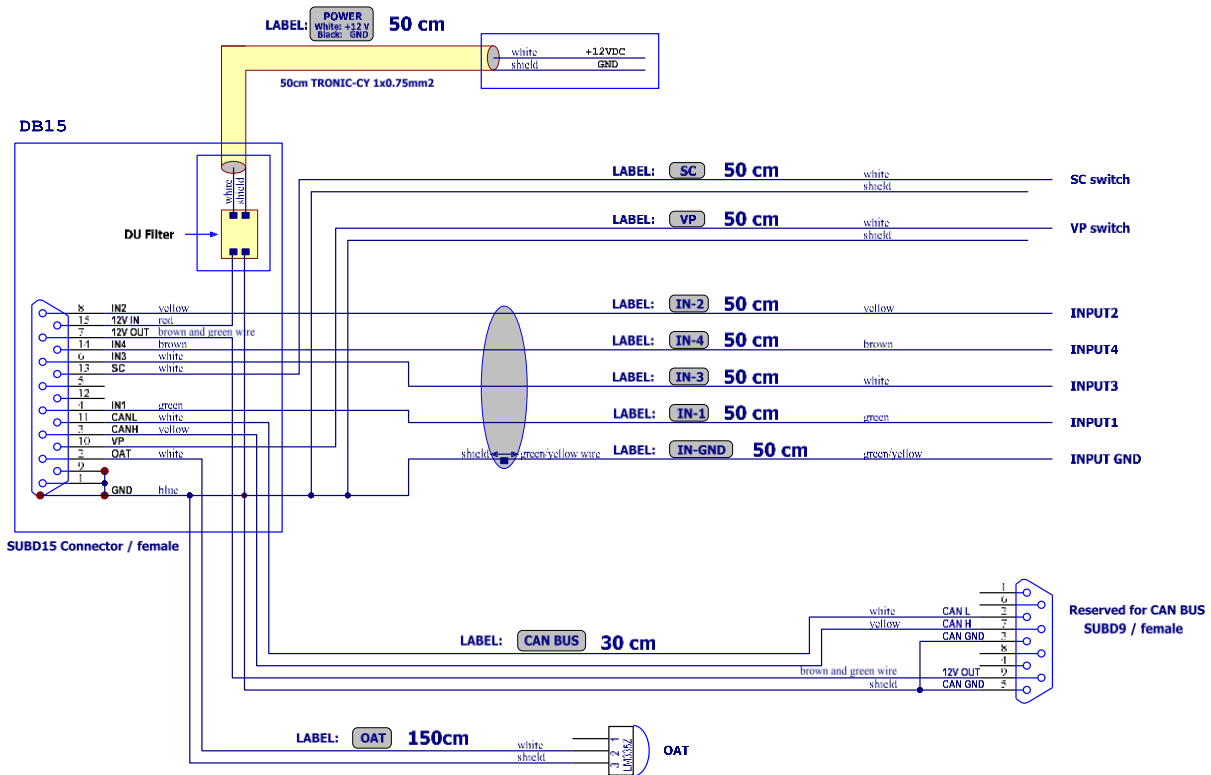 LABEL: POWER 50 cm
White: +12 V
Black: GND
white +12VDC
shield GND
50cm TRONIC-CY 1x0.75mm2
DB15
white
shield
DU Filter
LABEL: SC 50 cm white SC switch
shield
LABEL: VP 50 cm white VP switch
shield
8 IN2 yellow
15 12V IN red
7 12V OUT brown and green wire
14 IN4 brown
6 IN3 white
13 SC white
5
12
4 IN1 green
11 CANL white
3 CANH yellow
10 VP
2 OAT white
9
1
GND blue
LABEL: IN-2 50 cm yellow INPUT2
LABEL: IN-4 50 cm brown INPUT4
LABEL: IN-3 50 cm white INPUT3
LABEL: IN-1 50 cm green INPUT1
shield green/yellow wire LABEL: IN-GND 50 cm green/yellow INPUT GND
SUBD15 Connector / female
1
6
white CAN L 2
yellow CAN H 7
CAN GND 3
8
4
brown and green wire 12V OUT 9
shield CAN GND 5
Reserved for CAN BUS
SUBD9 / female
LABEL: CAN BUS 30 cm
LABEL: OAT 150cm
white
shield
1
2
3
LM335Z
OAT